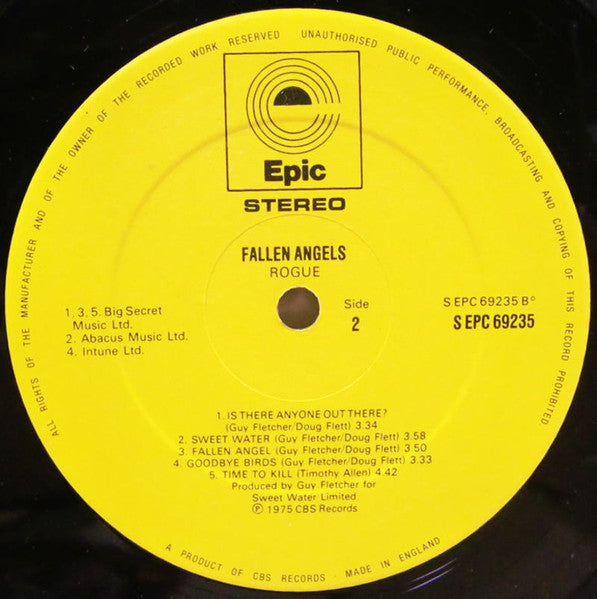 ALL RIGHTS OF THE MANUFACTURER AND OF THE OWNER OF THE RECORDED WORK RESERVED UNAUTHORISED PUBLIC PERFORMANCE, BROADCASTING AND COPYING OF THIS RECORD PROHIBITED
Epic
STEREO
FALLEN ANGELS
ROGUE
1. 3. 5. Big Secret
Music Ltd.
2. Abacus Music Ltd.
4. Intune Ltd.
Side
2
S EPC 69235 B°
S EPC 69235
1. IS THERE ANYONE OUT THERE?
(Guy Fletcher/Doug Flett) 3.34
2. SWEET WATER (Guy Fletcher/Doug Flett) 3.58
3. FALLEN ANGEL (Guy Fletcher/Doug Flett) 3.50
4. GOODBYE BIRDS (Guy Fletcher/Doug Flett) 3.33
5. TIME TO KILL (Timothy Allen) 4.42
Produced by Guy Fletcher for
Sweet Water Limited
℗ 1975 CBS Records
A PRODUCT OF CBS RECORDS · MADE IN ENGLAND